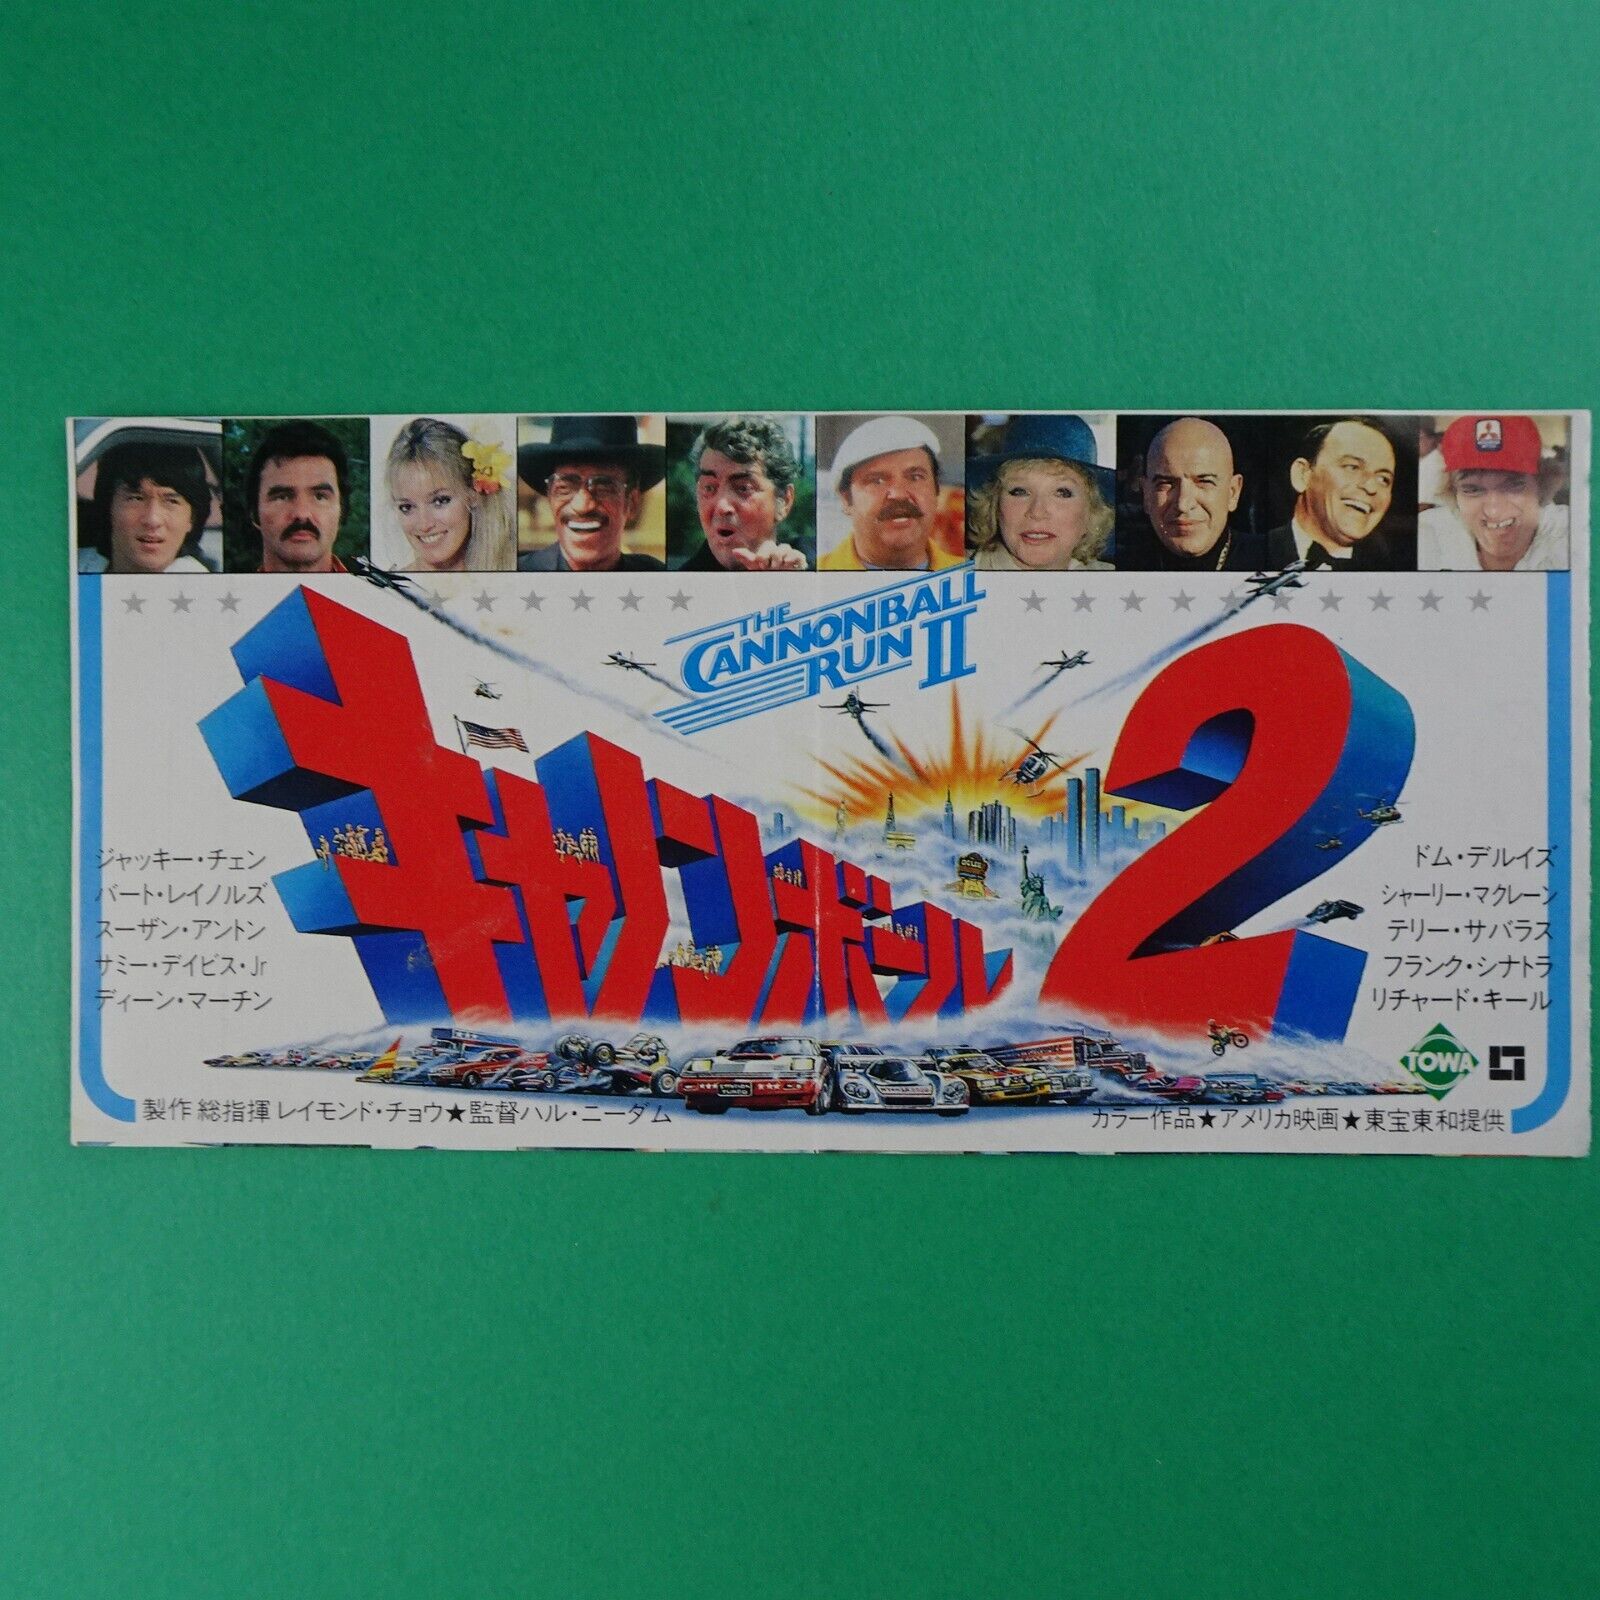 THE
CANNONBALL
RUN II
キャノンボール2
ジャッキー・チェン
バート・レイノルズ
スーザン・アントン
サミー・デイビス・Jr
ディーン・マーチン
ドム・デルイズ
シャーリー・マクレーン
テリー・サバラス
フランク・シナトラ
リチャード・キール
TOWA
製作 総指揮 レイモンド・チョウ★監督ハル・ニーダム
カラー作品★アメリカ映画★東宝東和提供